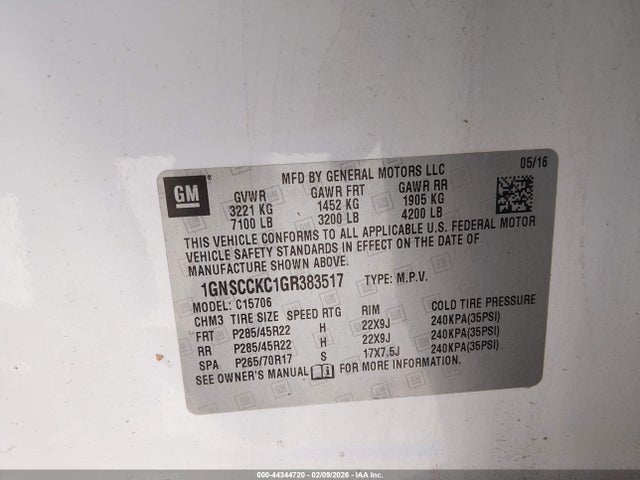 MFD BY GENERAL MOTORS LLC 05/16
GM
GVWR GAWR FRT GAWR RR
3221 KG 1452 KG 1905 KG
7100 LB 3200 LB 4200 LB
THIS VEHICLE CONFORMS TO ALL APPLICABLE U.S. FEDERAL MOTOR
VEHICLE SAFETY STANDARDS IN EFFECT ON THE DATE OF
MANUFACTURE SHOWN ABOVE.
1GNSCCKC1GR383517 TYPE: M.P.V.
MODEL: C15706
CHM3 TIRE SIZE SPEED RTG RIM COLD TIRE PRESSURE
FRT P285/45R22 H 22X9J 240KPA(35PSI)
RR P285/45R22 H 22X9J 240KPA(35PSI)
SPA P265/70R17 S 17X7.5J 240KPA(35PSI)
SEE OWNER'S MANUAL FOR MORE INFORMATION.
000-44344720 - 02/09/2026 - IAA Inc.